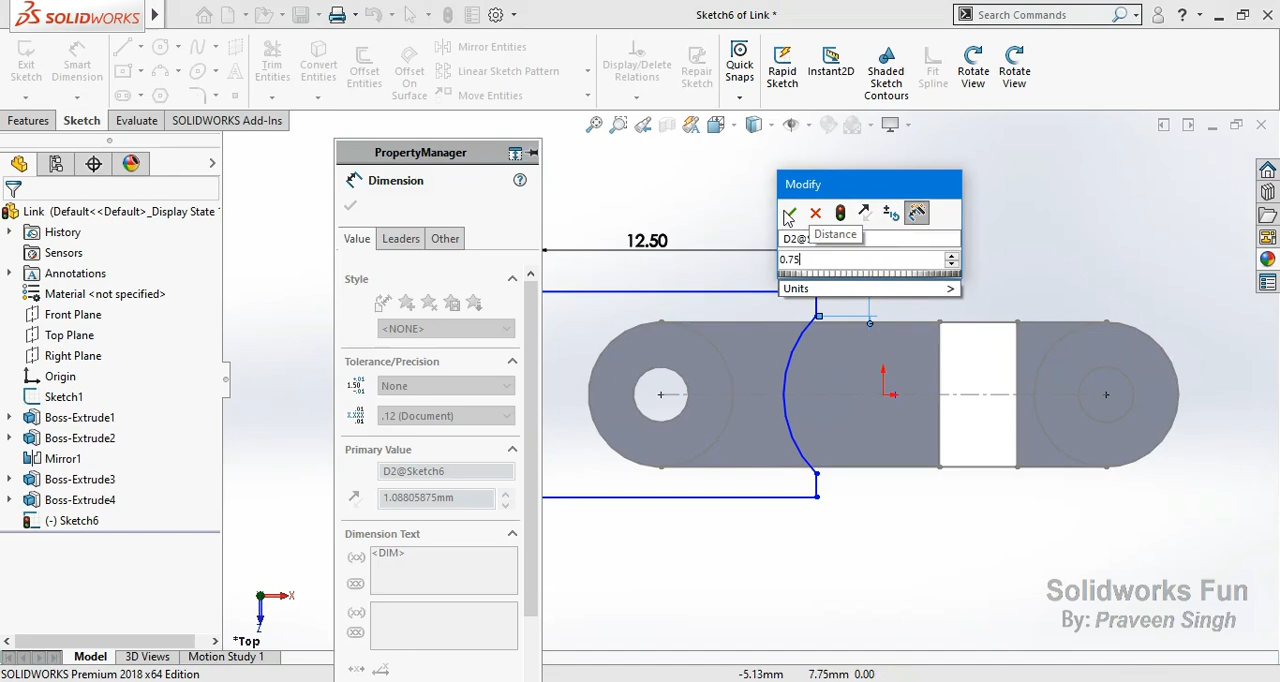 SOLIDWORKS
Sketch6 of Link *
Search Commands
?
Exit Sketch
Smart Dimension
Trim Entities
Convert Entities
Offset Entities
Offset On Surface
Mirror Entities
Linear Sketch Pattern
Move Entities
Display/Delete Relations
Repair Sketch
Quick Snaps
Rapid Sketch
Instant2D
Shaded Sketch Contours
Fit Spline
Rotate View
Rotate View
Features
Sketch
Evaluate
SOLIDWORKS Add-Ins
Link (Default<<Default>_Display State
History
Sensors
Annotations
Material <not specified>
Front Plane
Top Plane
Right Plane
Origin
Sketch1
Boss-Extrude1
Boss-Extrude2
Mirror1
Boss-Extrude3
Boss-Extrude4
(-) Sketch6
PropertyManager
Dimension
?
Value
Leaders
Other
Style
<NONE>
Tolerance/Precision
None
.12 (Document)
Primary Value
D2@Sketch6
1.08805875mm
Dimension Text
<DIM>
12.50
Modify
Distance
D2@S
0.75
Units
X
Z
*Top
Solidworks Fun
By: Praveen Singh
Model
3D Views
Motion Study 1
SOLIDWORKS Premium 2018 x64 Edition
-5.13mm
7.75mm
0.00